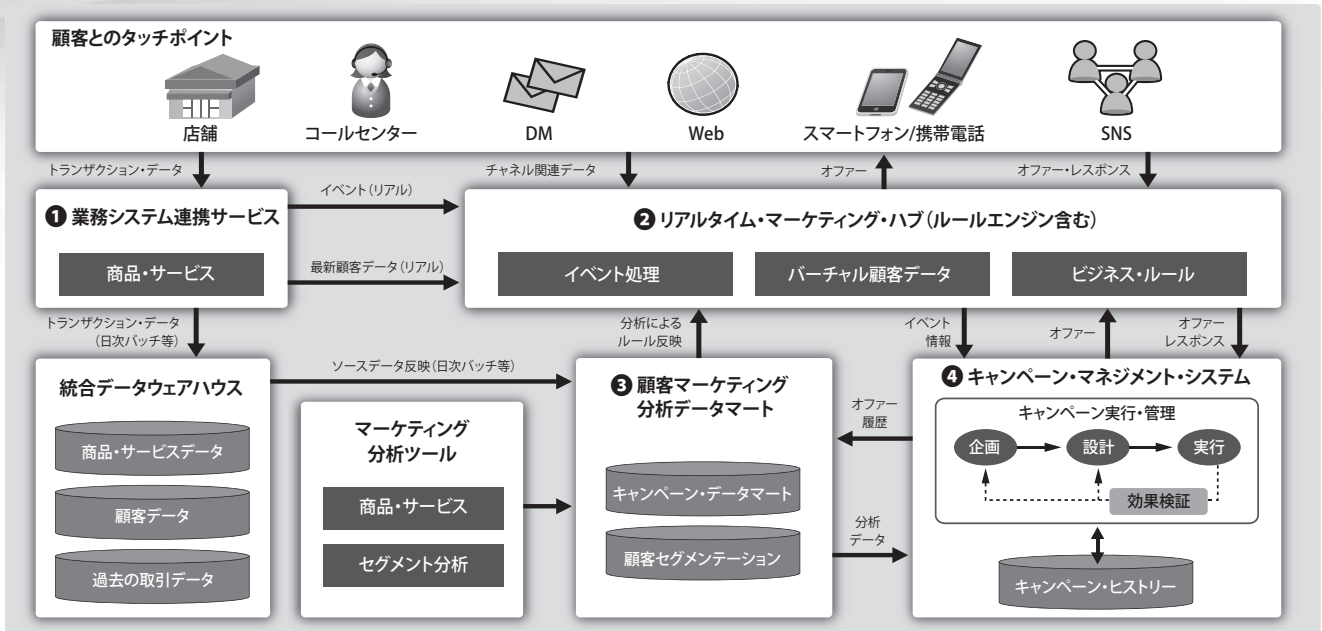 顧客とのタッチポイント
店舗
コールセンター
DM
Web
スマートフォン/携帯電話
SNS
トランザクション・データ
チャネル関連データ
オファー
オファー・レスポンス
❶ 業務システム連携サービス
商品・サービス
イベント（リアル）
最新顧客データ（リアル）
❷ リアルタイム・マーケティング・ハブ（ルールエンジン含む）
イベント処理
バーチャル顧客データ
ビジネス・ルール
トランザクション・データ
（日次バッチ等）
分析による
ルール反映
イベント
情報
オファー
オファー
レスポンス
統合データウェアハウス
商品・サービスデータ
顧客データ
過去の取引データ
ソースデータ反映（日次バッチ等）
マーケティング
分析ツール
商品・サービス
セグメント分析
❸ 顧客マーケティング
分析データマート
キャンペーン・データマート
顧客セグメンテーション
オファー
履歴
分析
データ
❹ キャンペーン・マネジメント・システム
キャンペーン実行・管理
企画
設計
実行
効果検証
キャンペーン・ヒストリー